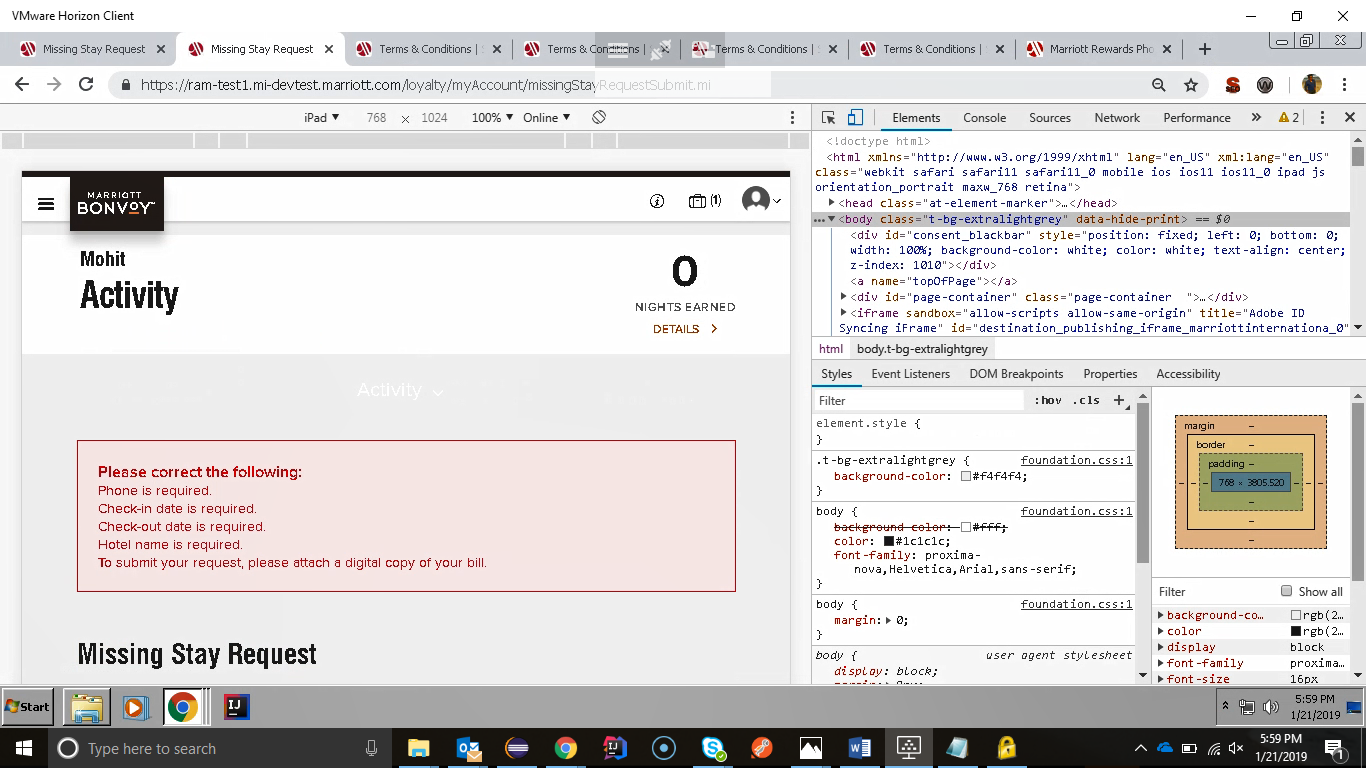 VMware Horizon Client
Missing Stay Request
Missing Stay Request
Terms & Conditions | S
Terms & Conditions |
Terms & Conditions | S
Terms & Conditions | S
Marriott Rewards Pho
https://ram-test1.mi-devtest.marriott.com/loyalty/myAccount/missingStayRequestSubmit.mi
iPad ▼ 768 × 1024 100% ▼ Online ▼
Elements Console Sources Network Performance » 2
<!doctype html>
<html xmlns="http://www.w3.org/1999/xhtml" lang="en_US" xml:lang="en_US"
class="webkit safari safari11 safari11_0 mobile ios ios11 ios11_0 ipad js
orientation_portrait maxw_768 retina">
<head class="at-element-marker">…</head>
<body class="t-bg-extralightgrey" data-hide-print> == $0
<div id="consent_blackbar" style="position: fixed; left: 0; bottom: 0;
width: 100%; background-color: white; color: white; text-align: center;
z-index: 1010"></div>
<a name="topOfPage"></a>
<div id="page-container" class="page-container  ">…</div>
<iframe sandbox="allow-scripts allow-same-origin" title="Adobe ID
Syncing iFrame" id="destination_publishing_iframe_marriottinternationa_0"
html body.t-bg-extralightgrey
Styles Event Listeners DOM Breakpoints Properties Accessibility
Filter :hov .cls +
element.style {
}
.t-bg-extralightgrey { foundation.css:1
background-color: #f4f4f4;
}
body { foundation.css:1
background-color: #fff;
color: #1c1c1c;
font-family: proxima-
nova,Helvetica,Arial,sans-serif;
}
body { foundation.css:1
margin: 0;
}
body { user agent stylesheet
display: block;
margin –
border –
padding –
768 × 3805.520
Filter Show all
background-co… rgb(2…
color rgb(2…
display block
font-family proxima…
font-size 16px
MARRIOTT
BONVOY™
(1)
Mohit
Activity
0
NIGHTS EARNED
DETAILS
Activity
Please correct the following:
Phone is required.
Check-in date is required.
Check-out date is required.
Hotel name is required.
To submit your request, please attach a digital copy of your bill.
Missing Stay Request
Start
5:59 PM
1/21/2019
Type here to search
5:59 PM
1/21/2019